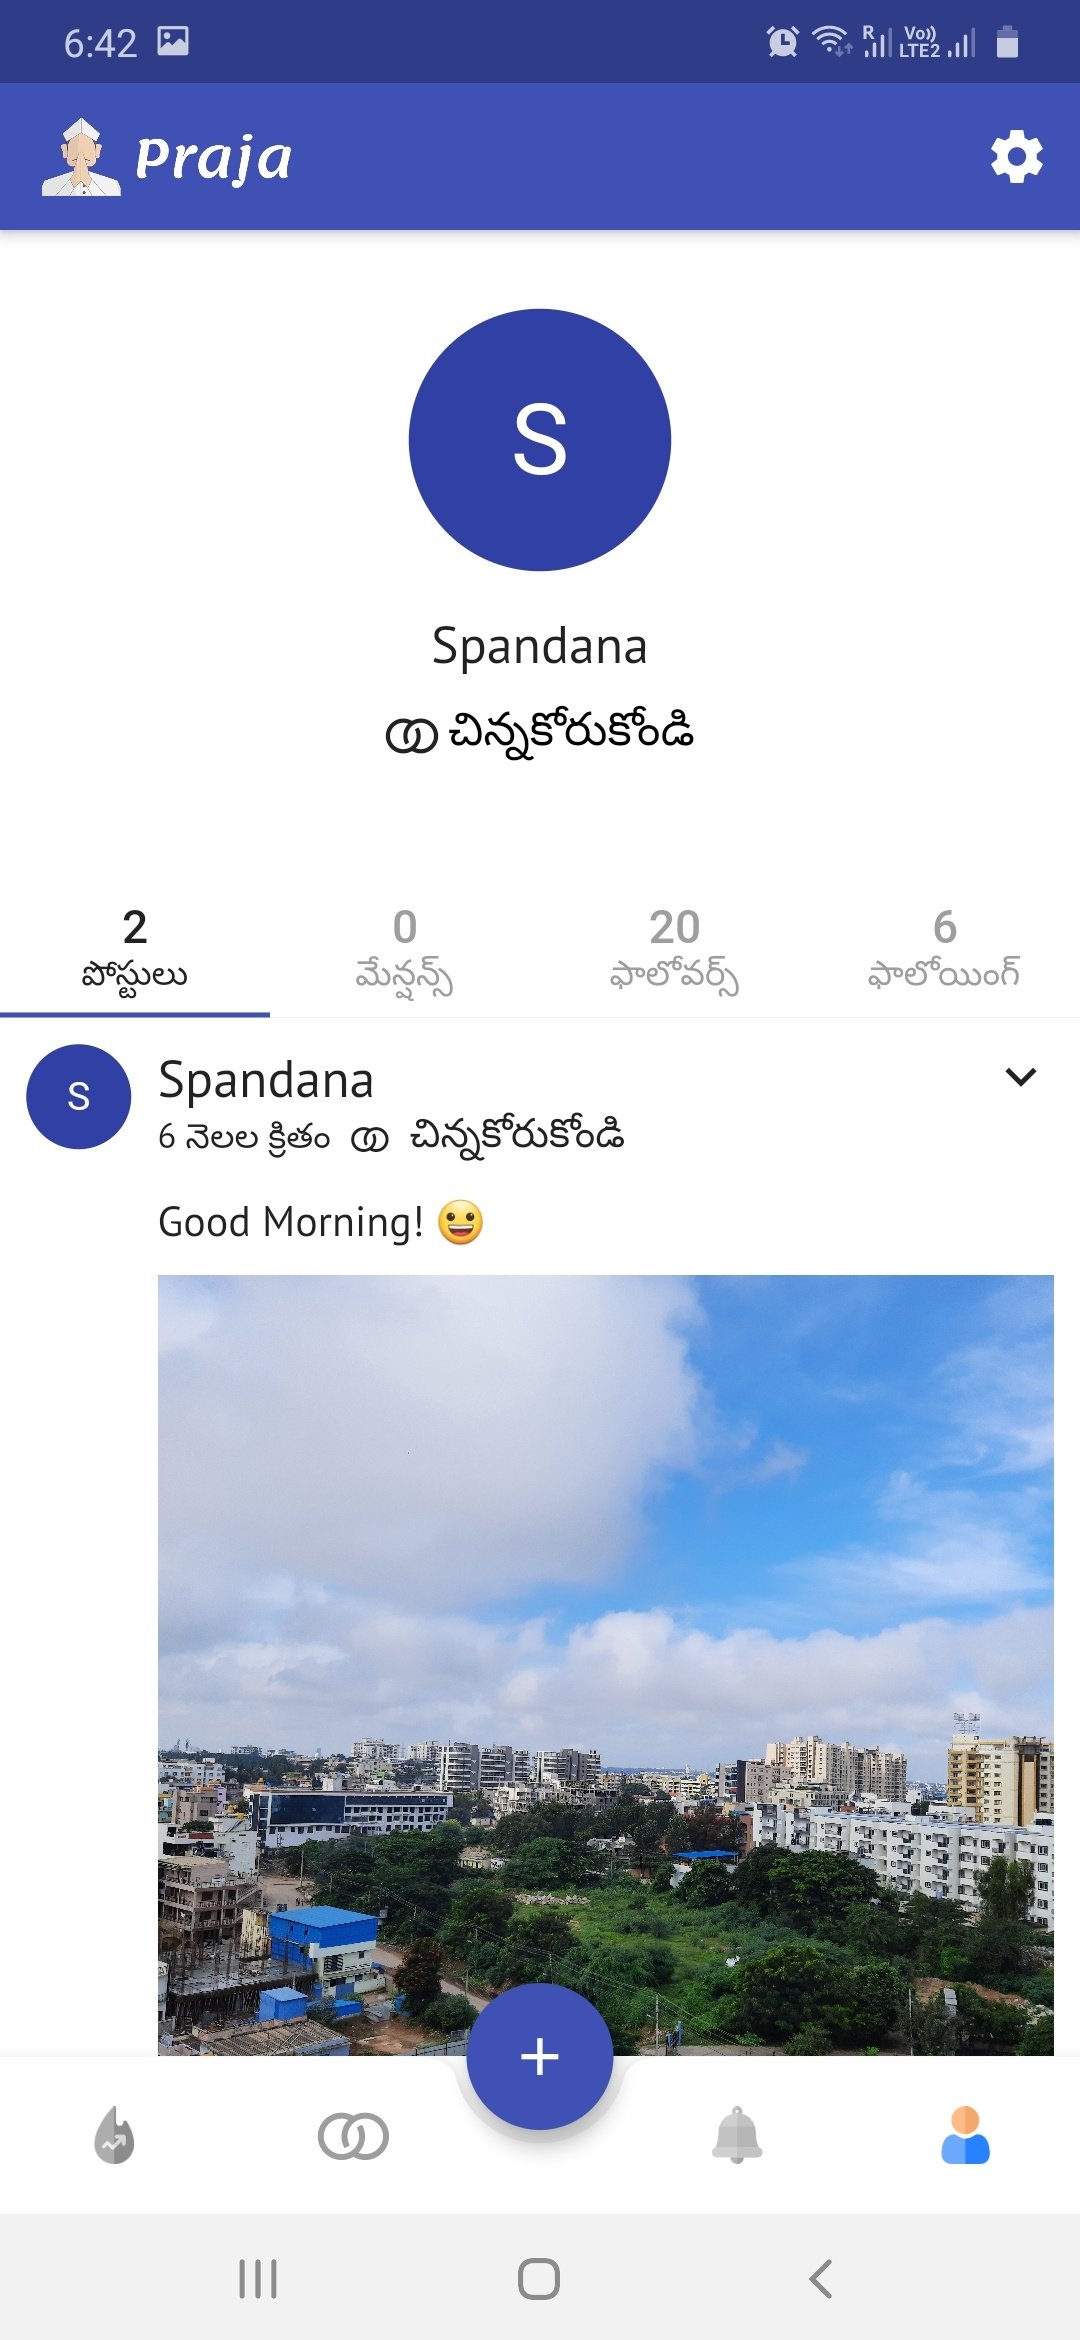 6:42
R Vo)) LTE2
Praja
S
Spandana
చిన్నకోరుకోండి
2 0 20 6
పోస్టులు మేన్షన్స్ ఫాలోవర్స్ ఫాలోయింగ్
S Spandana
6 నెలల క్రితం చిన్నకోరుకోండి
Good Morning! 😀